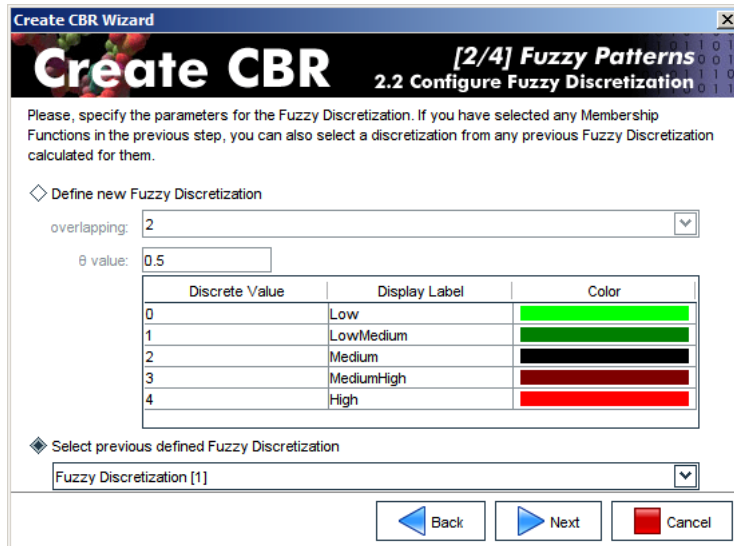 Create CBR Wizard
Create CBR
[2/4] Fuzzy Patterns
2.2 Configure Fuzzy Discretization
Please, specify the parameters for the Fuzzy Discretization. If you have selected any Membership
Functions in the previous step, you can also select a discretization from any previous Fuzzy Discretization
calculated for them.
Define new Fuzzy Discretization
overlapping: 2
θ value: 0.5
Discrete Value Display Label Color
0 Low
1 LowMedium
2 Medium
3 MediumHigh
4 High
Select previous defined Fuzzy Discretization
Fuzzy Discretization [1]
Back Next Cancel